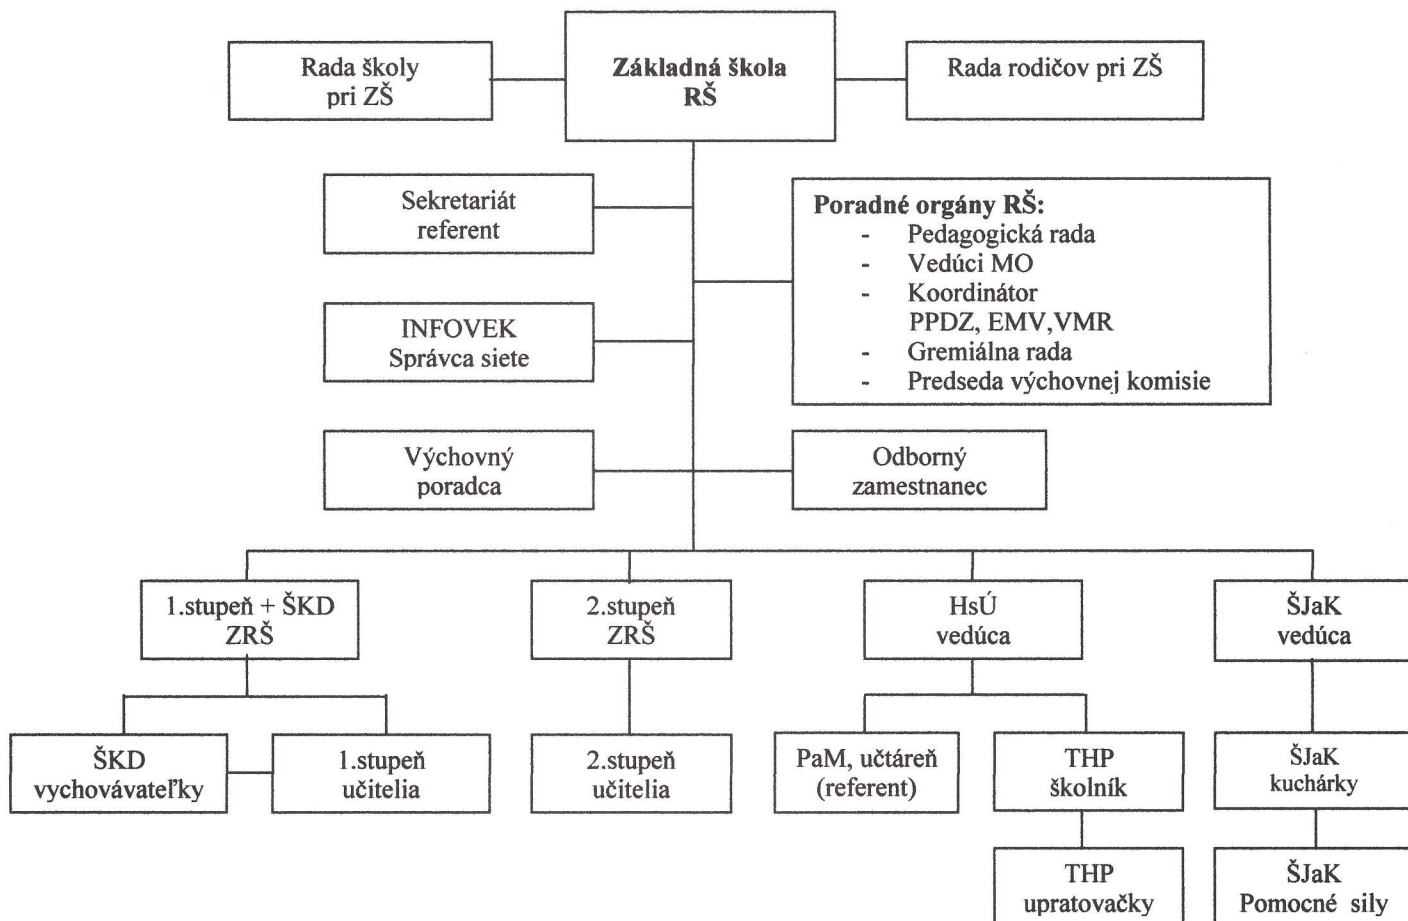 Rada školy
pri ZŠ
Základná škola
RŠ
Rada rodičov pri ZŠ
Sekretariát
referent
Poradné orgány RŠ:
- Pedagogická rada
- Vedúci MO
- Koordinátor
PPDZ, EMV,VMR
- Gremiálna rada
- Predseda výchovnej komisie
INFOVEK
Správca siete
Výchovný
poradca
Odborný
zamestnanec
1.stupeň + ŠKD
ZRŠ
2.stupeň
ZRŠ
HsÚ
vedúca
ŠJaK
vedúca
ŠKD
vychovávateľky
1.stupeň
učitelia
2.stupeň
učitelia
PaM, učtáreň
(referent)
THP
školník
ŠJaK
kuchárky
THP
upratovačky
ŠJaK
Pomocné sily